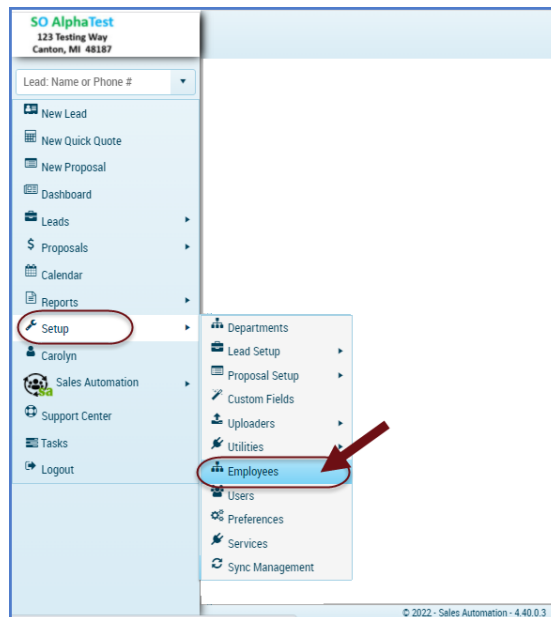 SO AlphaTest
123 Testing Way
Canton, MI 48187
Lead: Name or Phone #
New Lead
New Quick Quote
New Proposal
Dashboard
Leads
Proposals
Calendar
Reports
Setup
Carolyn
sa Sales Automation
Support Center
Tasks
Logout
Departments
Lead Setup
Proposal Setup
Custom Fields
Uploaders
Utilities
Employees
Users
Preferences
Services
Sync Management
© 2022 - Sales Automation - 4.40.0.3